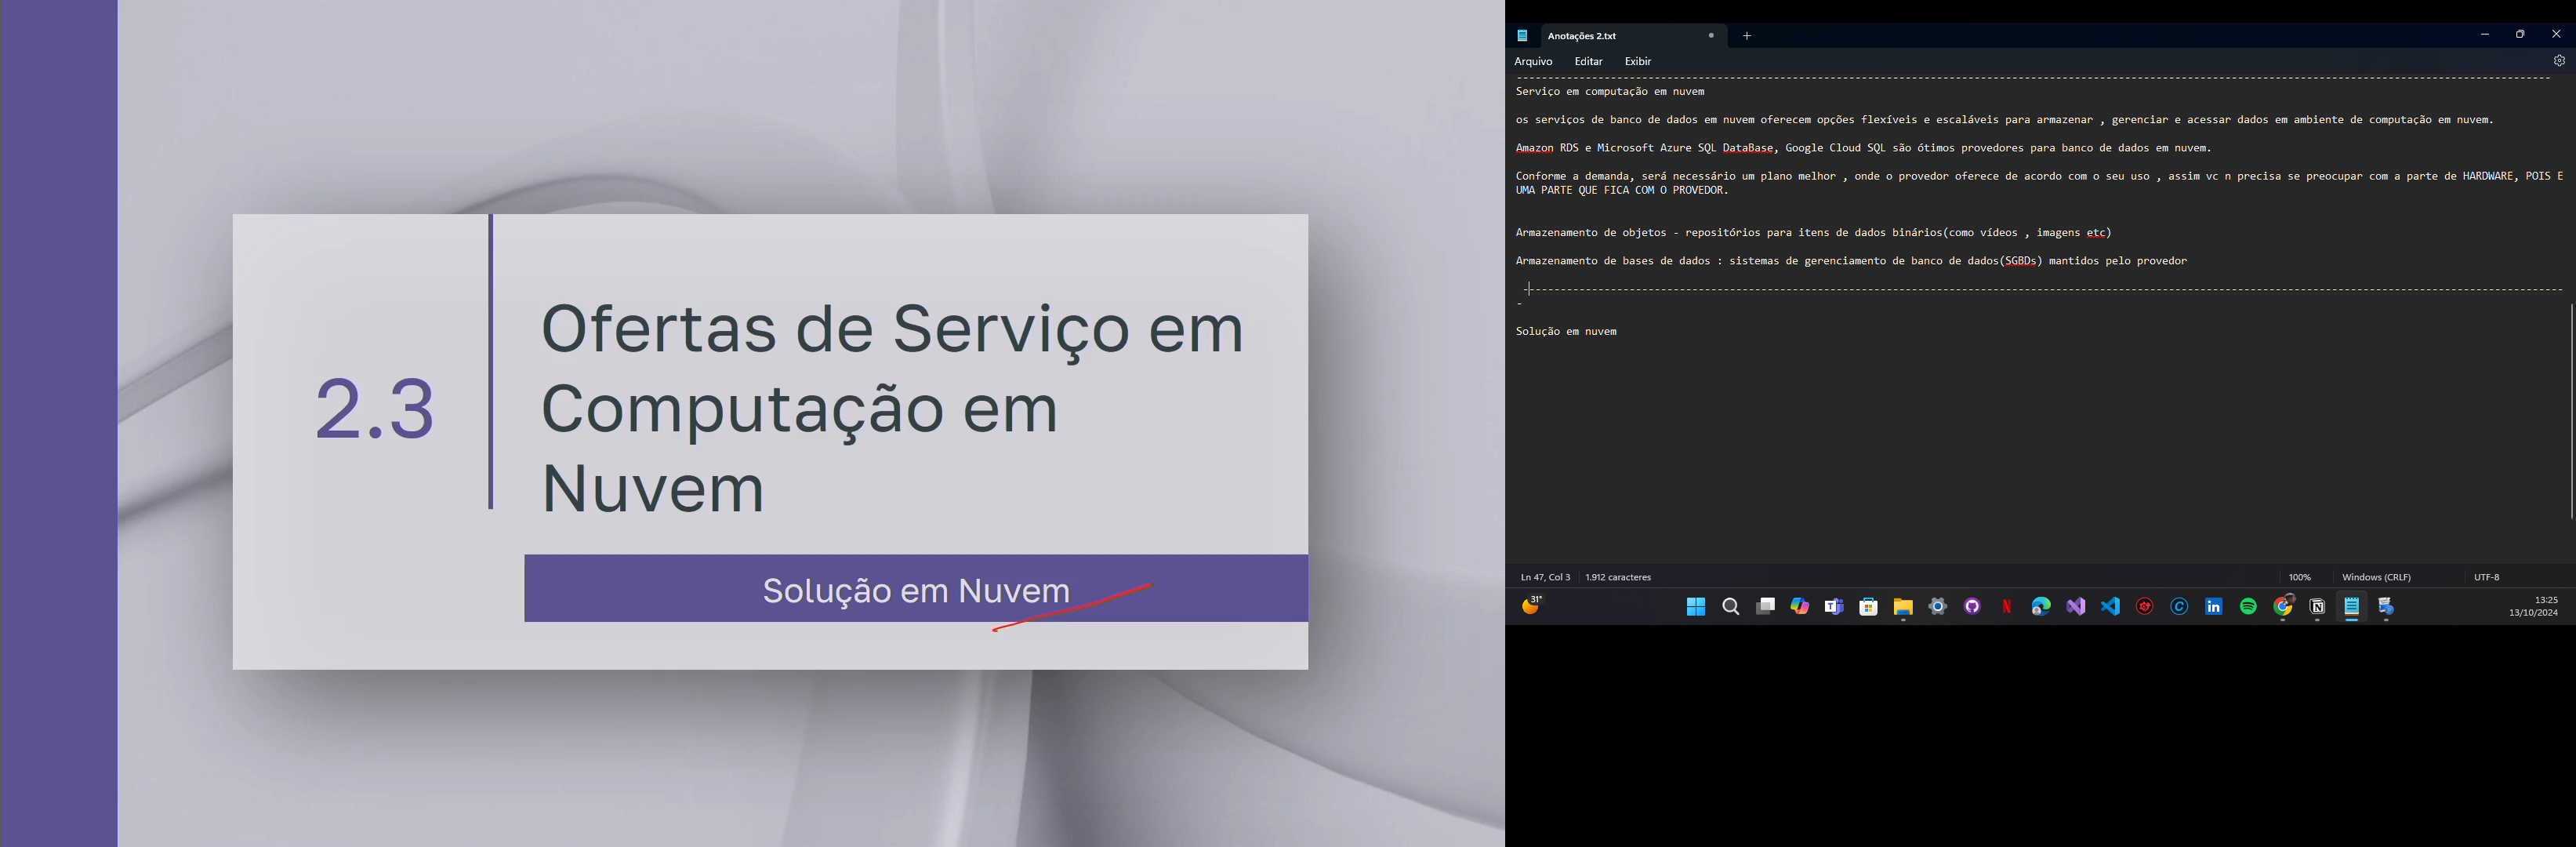 2.3
Ofertas de Serviço em
Computação em
Nuvem
Solução em Nuvem
Anotações 2.txt
Arquivo Editar Exibir
--------------------------------------------------------------------------------
Serviço em computação em nuvem
os serviços de banco de dados em nuvem oferecem opções flexíveis e escaláveis para armazenar , gerenciar e acessar dados em ambiente de computação em nuvem.
Amazon RDS e Microsoft Azure SQL DataBase, Google Cloud SQL são ótimos provedores para banco de dados em nuvem.
Conforme a demanda, será necessário um plano melhor , onde o provedor oferece de acordo com o seu uso , assim vc n precisa se preocupar com a parte de HARDWARE, POIS E
UMA PARTE QUE FICA COM O PROVEDOR.
Armazenamento de objetos - repositórios para itens de dados binários(como vídeos , imagens etc)
Armazenamento de bases de dados : sistemas de gerenciamento de banco de dados(SGBDs) mantidos pelo provedor
--------------------------------------------------------------------------------
-
Solução em nuvem
Ln 47, Col 3 1.912 caracteres 100% Windows (CRLF) UTF-8
31°
13:25
13/10/2024